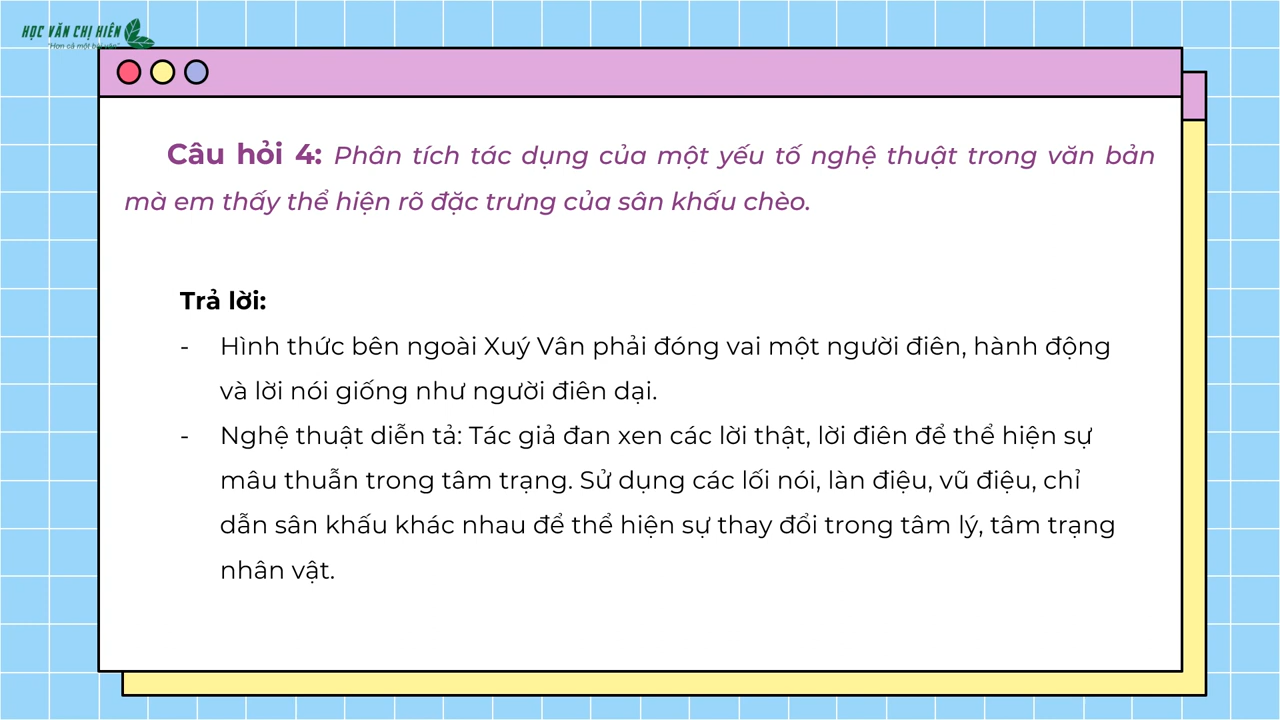 HỌC VĂN CHỊ HIÊN
"Hơn cả một bài văn"
Câu hỏi 4: Phân tích tác dụng của một yếu tố nghệ thuật trong văn bản
mà em thấy thể hiện rõ đặc trưng của sân khấu chèo.
Trả lời:
- Hình thức bên ngoài Xuý Vân phải đóng vai một người điên, hành động
và lời nói giống như người điên dại.
- Nghệ thuật diễn tả: Tác giả đan xen các lời thật, lời điên để thể hiện sự
mâu thuẫn trong tâm trạng. Sử dụng các lối nói, làn điệu, vũ điệu, chỉ
dẫn sân khấu khác nhau để thể hiện sự thay đổi trong tâm lý, tâm trạng
nhân vật.